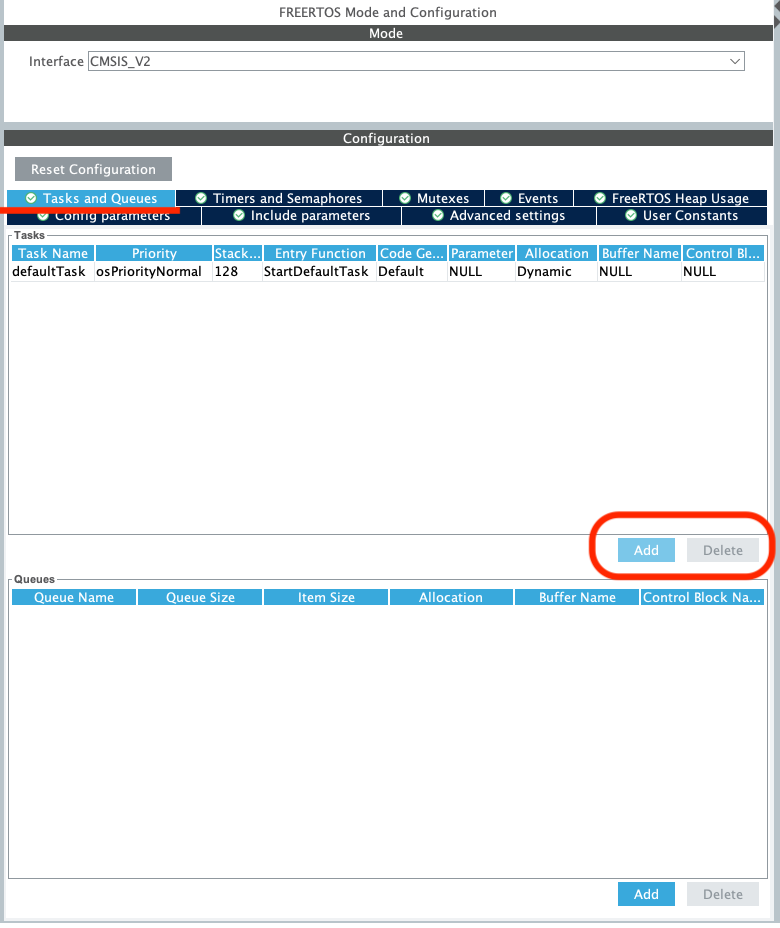 FREERTOS Mode and Configuration
Mode
Interface CMSIS_V2
Configuration
Reset Configuration
Tasks and Queues Timers and Semaphores Mutexes Events FreeRTOS Heap Usage
Config parameters Include parameters Advanced settings User Constants
Tasks
Task Name Priority Stack... Entry Function Code Ge... Parameter Allocation Buffer Name Control Bl...
defaultTask osPriorityNormal 128 StartDefaultTask Default NULL Dynamic NULL NULL
Add Delete
Queues
Queue Name Queue Size Item Size Allocation Buffer Name Control Block Na...
Add Delete